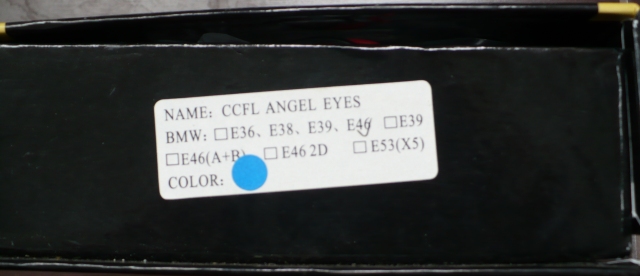 NAME: CCFL ANGEL EYES
BMW: □E36、E38、E39、E46 □E39
□E46(A+B) □E46 2D □E53(X5)
COLOR: